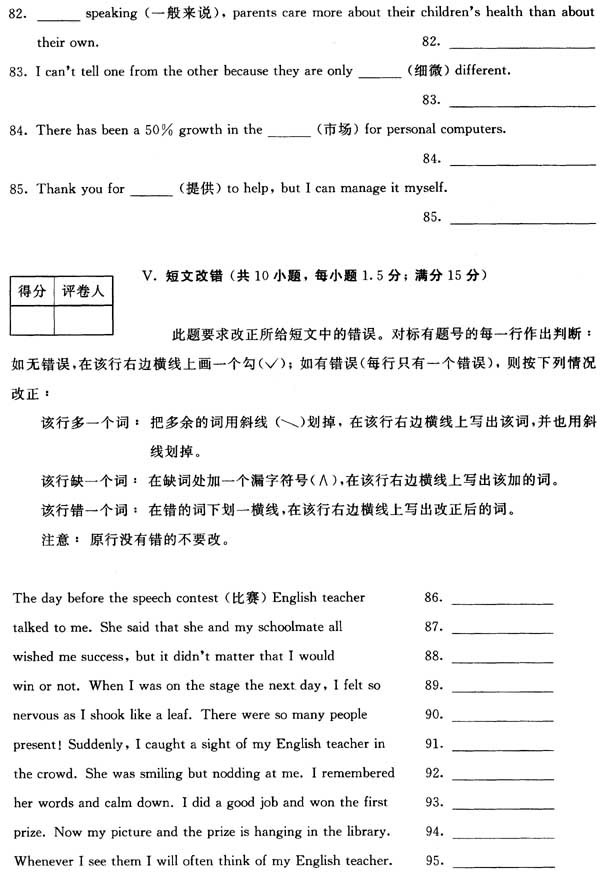 82. ______ speaking (一般来说), parents care more about their children's health than about
their own. 82. ______
83. I can't tell one from the other because they are only ______ (细微) different.
83. ______
84. There has been a 50% growth in the ______ (市场) for personal computers.
84. ______
85. Thank you for ______ (提供) to help, but I can manage it myself.
85. ______
得分 评卷人
V. 短文改错 (共 10 小题, 每小题 1.5 分; 满分 15 分)
此题要求改正所给短文中的错误。对标有题号的每一行作出判断:
如无错误,在该行右边横线上画一个勾(√); 如有错误(每行只有一个错误), 则按下列情况
改正:
该行多一个词: 把多余的词用斜线 (\)划掉, 在该行右边横线上写出该词,并也用斜
线划掉。
该行缺一个词: 在缺词处加一个漏字符号(∧),在该行右边横线上写出该加的词。
该行错一个词: 在错的词下划一横线,在该行右边横线上写出改正后的词。
注意: 原行没有错的不要改。
The day before the speech contest (比赛) English teacher 86. ______
talked to me. She said that she and my schoolmate all 87. ______
wished me success, but it didn't matter that I would 88. ______
win or not. When I was on the stage the next day, I felt so 89. ______
nervous as I shook like a leaf. There were so many people 90. ______
present! Suddenly, I caught a sight of my English teacher in 91. ______
the crowd. She was smiling but nodding at me. I remembered 92. ______
her words and calm down. I did a good job and won the first 93. ______
prize. Now my picture and the prize is hanging in the library. 94. ______
Whenever I see them I will often think of my English teacher. 95. ______